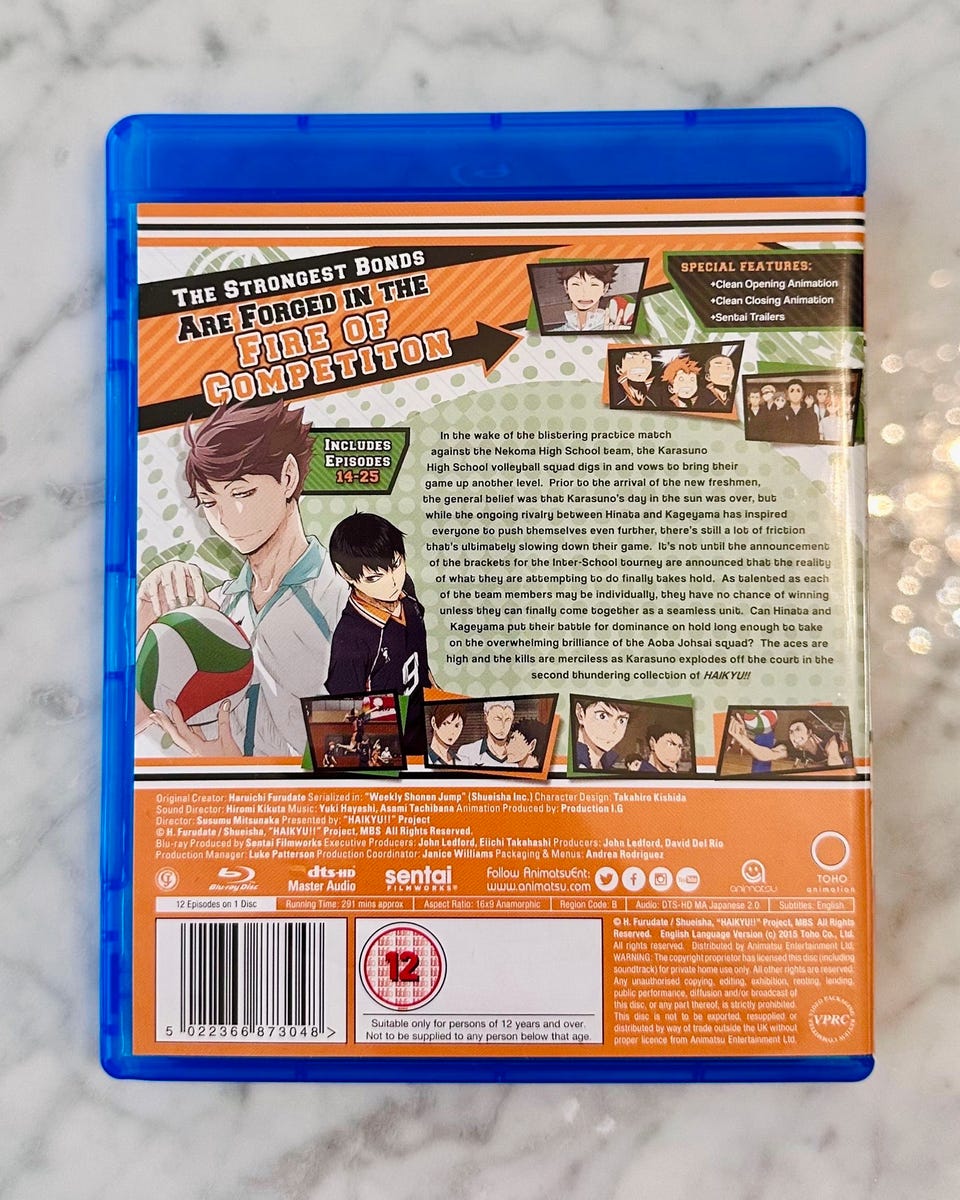 THE STRONGEST BONDS
ARE FORGED IN THE
FIRE OF
COMPETITON
SPECIAL FEATURES:
+Clean Opening Animation
+Clean Closing Animation
+Sentai Trailers
INCLUDES
EPISODES
14-25
In the wake of the blistering practice match
against the Nekoma High School team, the Karasuno
High School volleyball squad digs in and vows to bring their
game up another level. Prior to the arrival of the new freshmen,
the general belief was that Karasuno's day in the sun was over, but
while the ongoing rivalry between Hinata and Kageyama has inspired
everyone to push themselves even further, there's still a lot of friction
that's ultimately slowing down their game. It's not until the announcement
of the brackets for the Inter-School tourney are announced that the reality
of what they are attempting to do finally takes hold. As talented as each
of the team members may be individually, they have no chance of winning
unless they can finally come together as a seamless unit. Can Hinata and
Kageyama put their battle for dominance on hold long enough to take
on the overwhelming brilliance of the Aoba Johsai squad? The aces are
high and the kills are merciless as Karasuno explodes off the court in the
second thundering collection of HAIKYU!!
9
Original Creator: Haruichi Furudate Serialized in: "Weekly Shonen Jump" (Shueisha Inc.) Character Design: Takahiro Kishida
Sound Director: Hiromi Kikuta Music: Yuki Hayashi, Asami Tachibana Animation Produced by: Production I.G
Director: Susumu Mitsunaka Presented by: "HAIKYU!!" Project
© H. Furudate / Shueisha, "HAIKYU!!" Project, MBS All Rights Reserved.
Blu-ray Produced by Sentai Filmworks Executive Producers: John Ledford, Eiichi Takahashi Producers: John Ledford, David Del Rio
Production Manager: Luke Patterson Production Coordinator: Janice Williams Packaging & Menus: Andrea Rodriguez
Blu-ray Disc
dts-HD
Master Audio
sentai
FILMWORKS®
Follow AnimatsuEnt:
www.animatsu.com
You Tube
animatsu
TOHO
animation
12 Episodes on 1 Disc
Running Time: 291 mins approx
Aspect Ratio: 16x9 Anamorphic
Region Code: B
Audio: DTS-HD MA Japanese 2.0
Subtitles: English
5 022366 873048 >
12
Suitable only for persons of 12 years and over.
Not to be supplied to any person below that age.
© H. Furudate / Shueisha, "HAIKYU!!" Project, MBS All Rights
Reserved. English Language Version (c) 2015 Toho Co., Ltd.
All rights reserved. Distributed by Animatsu Entertainment Ltd.
WARNING: The copyright proprietor has licensed this disc (including
soundtrack) for private home use only. All other rights are reserved.
Any unauthorised copying, editing, exhibition, renting, lending,
public performance, diffusion and/or broadcast of
this disc, or any part thereof, is strictly prohibited.
This disc is not to be exported, resupplied or
distributed by way of trade outside the UK without
proper licence from Animatsu Entertainment Ltd.
VPRC